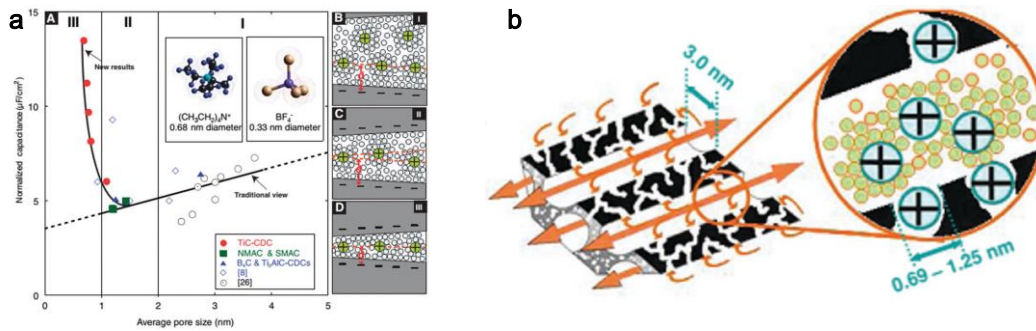 a
A
III
II
I
15
10
5
0
0
1
2
3
4
5
Normalized capacitance (µF/cm²)
Average pore size (nm)
New results
Traditional view
(CH₃CH₂)₄N⁺
0.68 nm diameter
BF₄⁻
0.33 nm diameter
TiC-CDC
NMAC & SMAC
B₄C & Ti₂AlC-CDCs
[8]
[26]
B
I
C
II
D
III
b
3.0 nm
0.69 – 1.25 nm